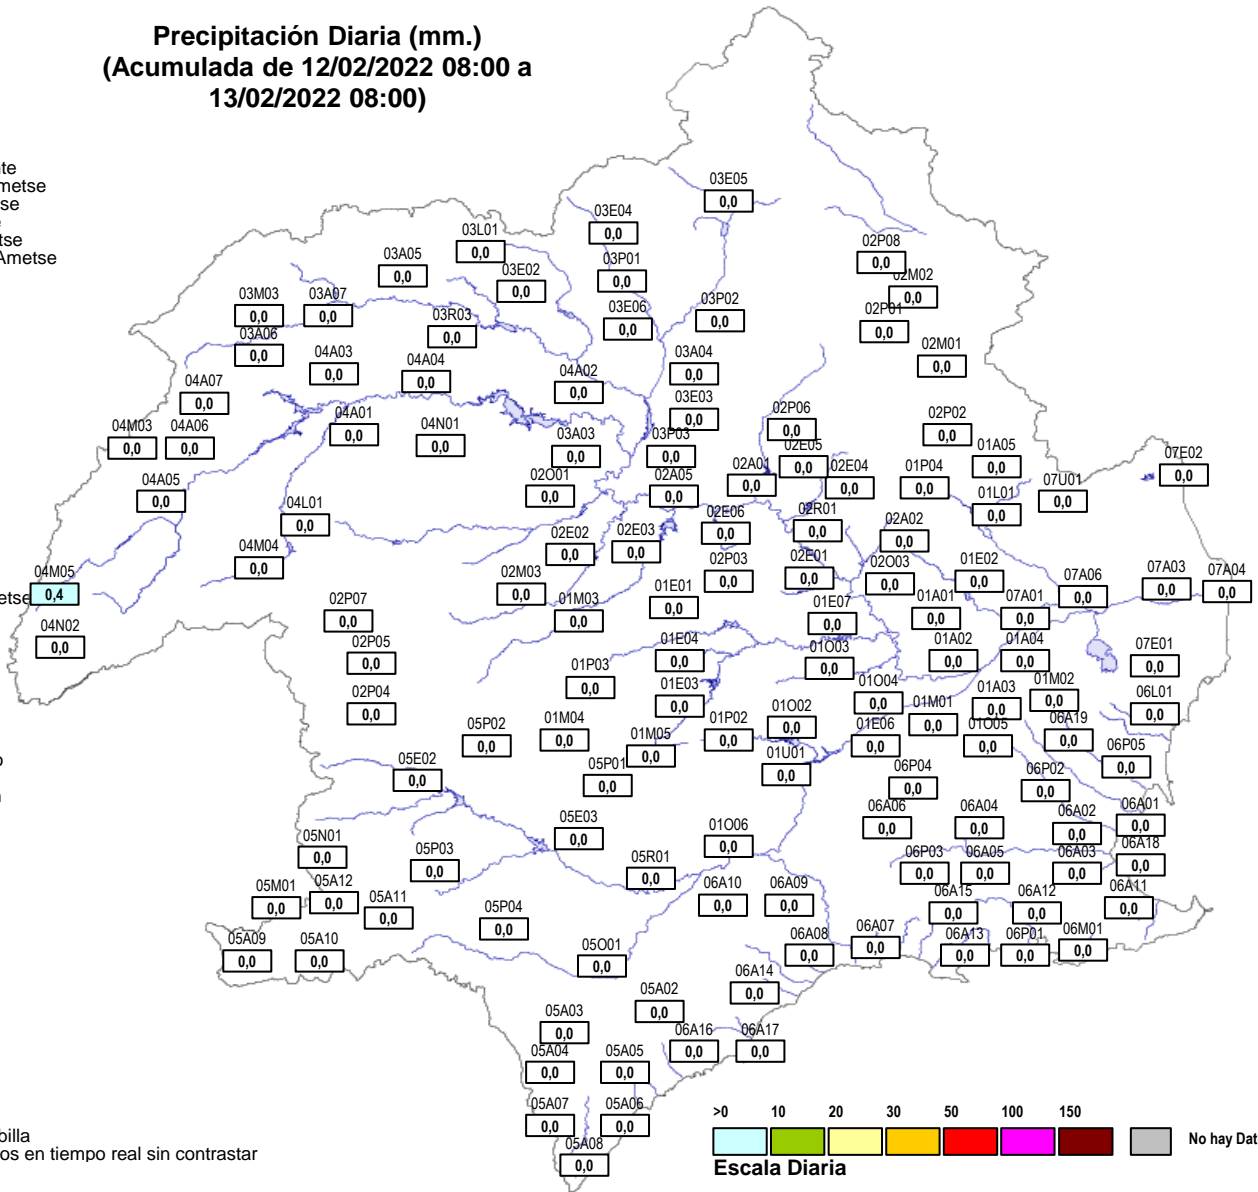 Precipitación Diaria (mm.)
(Acumulada de 12/02/2022 08:00 a
13/02/2022 08:00)
03E05
0,0
03E04
0,0
03L01
0,0
03A05
0,0
03E02
0,0
03P01
0,0
02P08
0,0
02M02
0,0
03M03
0,0
03A07
0,0
03R03
0,0
03E06
0,0
03P02
0,0
02P01
0,0
03A06
0,0
04A03
0,0
04A04
0,0
04A02
0,0
03A04
0,0
02M01
0,0
04A07
0,0
03E03
0,0
04M03
0,0
04A06
0,0
04A01
0,0
04N01
0,0
03A03
0,0
03P03
0,0
02P06
0,0
02P02
0,0
02E05
0,0
01A05
0,0
07E02
0,0
04A05
0,0
02O01
0,0
02A05
0,0
02A01
0,0
02E04
0,0
01P04
0,0
07U01
0,0
01L01
0,0
04L01
0,0
02E06
0,0
02R01
0,0
02A02
0,0
04M04
0,0
02E02
0,0
02E03
0,0
04M05
0,4
02M03
0,0
02P03
0,0
02E01
0,0
02O03
0,0
01E02
0,0
07A06
0,0
07A03
0,0
07A04
0,0
etse
04N02
0,0
02P07
0,0
01M03
0,0
01E01
0,0
01E07
0,0
01A01
0,0
07A01
0,0
02P05
0,0
01E04
0,0
01O03
0,0
01A02
0,0
01A04
0,0
07E01
0,0
02P04
0,0
01P03
0,0
01E03
0,0
01O04
0,0
01A03
0,0
01M02
0,0
06L01
0,0
05P02
0,0
01M04
0,0
01M05
0,0
01P02
0,0
01O02
0,0
01E06
0,0
01M01
0,0
01O05
0,0
06A19
0,0
06P05
0,0
05E02
0,0
05P01
0,0
01U01
0,0
06P04
0,0
06P02
0,0
05E03
0,0
01O06
0,0
06A06
0,0
06A04
0,0
06A02
0,0
06A01
0,0
05N01
0,0
05P03
0,0
05R01
0,0
06P03
0,0
06A05
0,0
06A03
0,0
06A18
0,0
05M01
0,0
05A12
0,0
05A11
0,0
05P04
0,0
06A10
0,0
06A09
0,0
06A15
0,0
06A12
0,0
06A11
0,0
05A09
0,0
05A10
0,0
05O01
0,0
06A08
0,0
06A07
0,0
06A13
0,0
06P01
0,0
06M01
0,0
05A02
0,0
06A14
0,0
05A03
0,0
06A16
0,0
06A17
0,0
05A04
0,0
05A05
0,0
05A07
0,0
05A06
0,0
05A08
0,0
billa
os en tiempo real sin contrastar
>0 10 20 30 50 100 150
No hay Dat
Escala Diaria